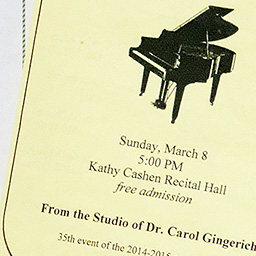 Sunday, March 8
5:00 PM
Kathy Cashen Recital Hall
free admission
From the Studio of Dr. Carol Gingerich
35th event of the 2014-2015